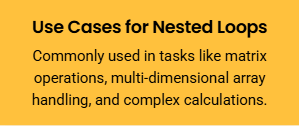 Use Cases for Nested Loops
Commonly used in tasks like matrix
operations, multi-dimensional array
handling, and complex calculations.